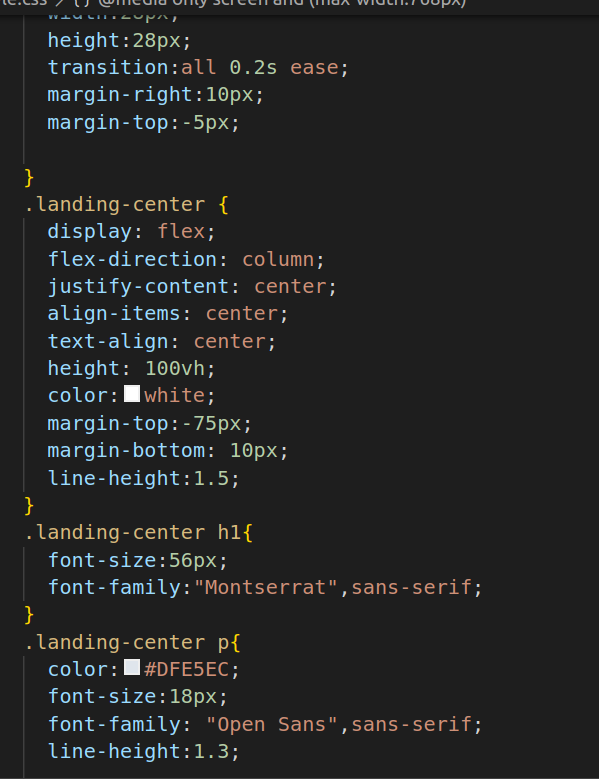 le.css > {} @media only screen and (max-width:768px)
width:28px;
height:28px;
transition:all 0.2s ease;
margin-right:10px;
margin-top:-5px;
}
.landing-center {
display: flex;
flex-direction: column;
justify-content: center;
align-items: center;
text-align: center;
height: 100vh;
color:white;
margin-top:-75px;
margin-bottom: 10px;
line-height:1.5;
}
.landing-center h1{
font-size:56px;
font-family:"Montserrat",sans-serif;
}
.landing-center p{
color:#DFE5EC;
font-size:18px;
font-family: "Open Sans",sans-serif;
line-height:1.3;